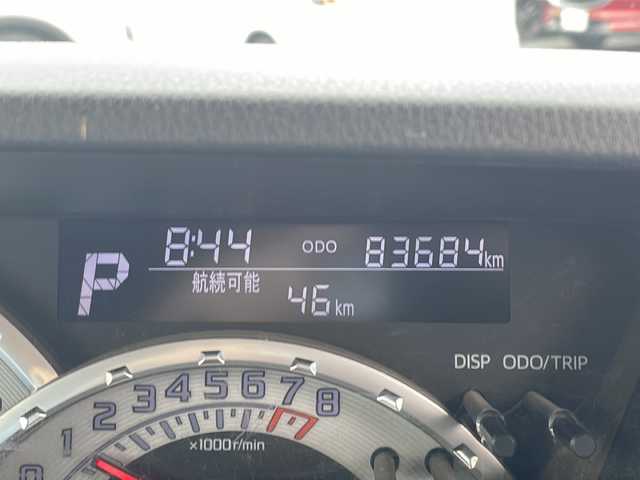 P
8:44 ODO 83684km
航続可能 46km
DISP ODO/TRIP
0 1 2 3 4 5 6 7 8
×1000r/min